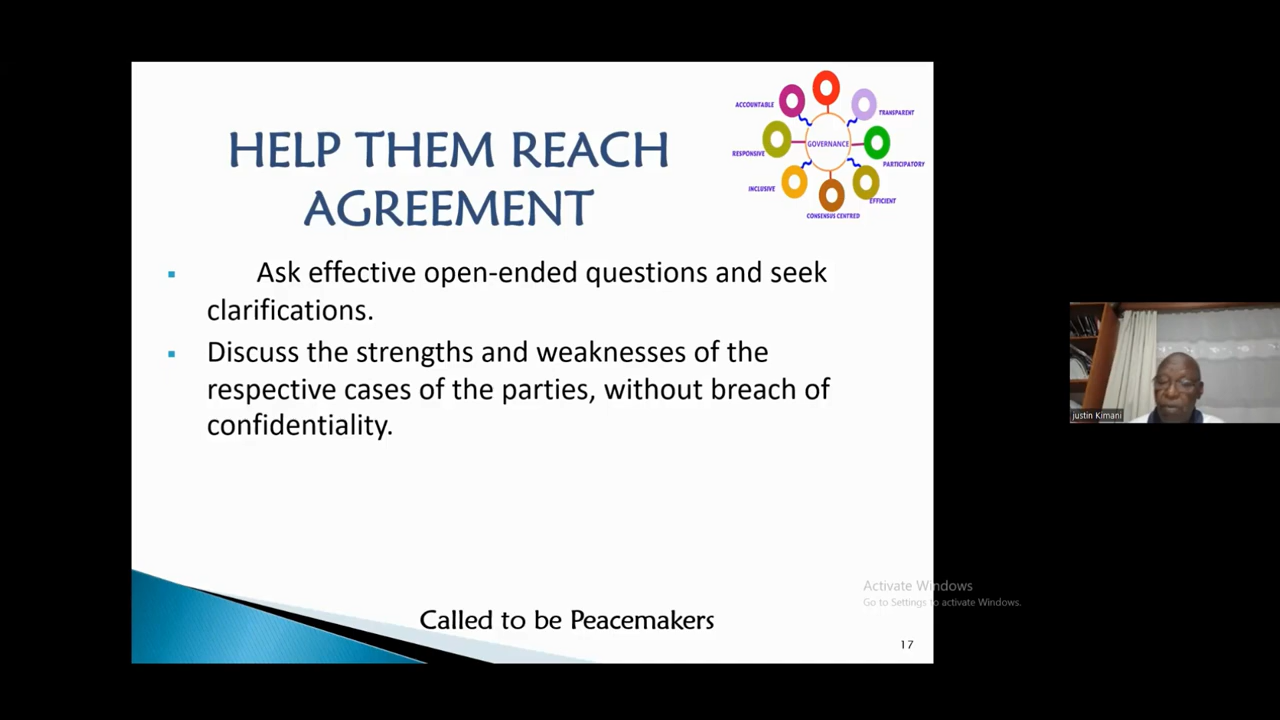 HELP THEM REACH
AGREEMENT
ACCOUNTABLE
TRANSPARENT
GOVERNANCE
RESPONSIVE
PARTICIPATORY
INCLUSIVE
EFFICIENT
CONSENSUS CENTRED
Ask effective open-ended questions and seek
clarifications.
Discuss the strengths and weaknesses of the
respective cases of the parties, without breach of
confidentiality.
justin Kimani
Activate Windows
Go to Settings to activate Windows.
Called to be Peacemakers
17